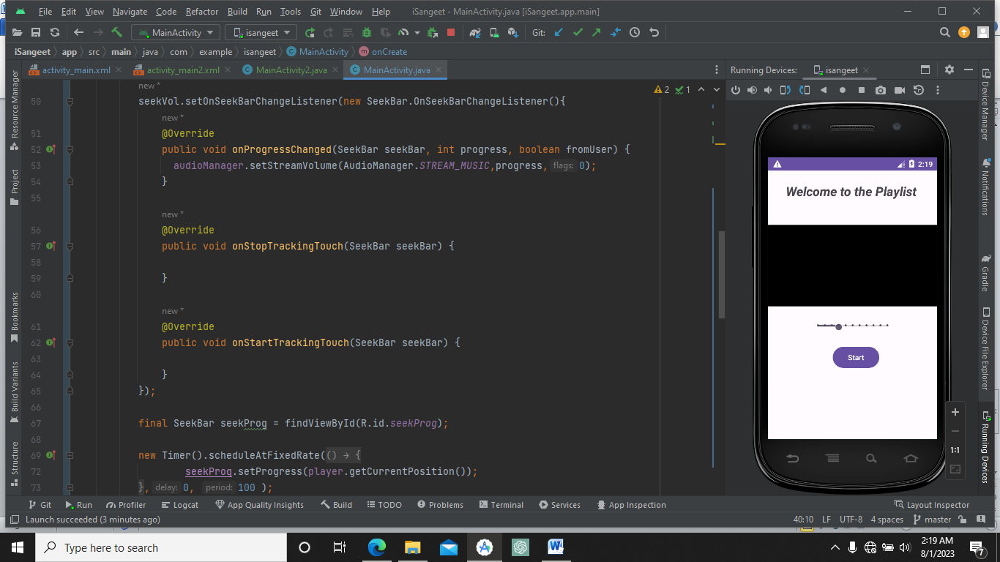 File Edit View Navigate Code Refactor Build Run Tools Git Window Help iSangeet - MainActivity.java [iSangeet.app.main]
MainActivity isangeet Git:
iSangeet app src main java com example isangeet MainActivity onCreate
activity_main.xml activity_main2.xml MainActivity2.java MainActivity.java
Running Devices: isangeet
new *
2 1
50 seekVol.setOnSeekBarChangeListener(new SeekBar.OnSeekBarChangeListener(){
new *
51 @Override
52 public void onProgressChanged(SeekBar seekBar, int progress, boolean fromUser) {
53 audioManager.setStreamVolume(AudioManager.STREAM_MUSIC,progress, flags: 0);
54 }
55
new *
56 @Override
57 public void onStopTrackingTouch(SeekBar seekBar) {
58
59 }
60
new *
61 @Override
62 public void onStartTrackingTouch(SeekBar seekBar) {
63
64 }
65 });
66
67 final SeekBar seekProg = findViewById(R.id.seekProg);
68
69 new Timer().scheduleAtFixedRate(() → {
72 seekProg.setProgress(player.getCurrentPosition());
73 }, delay: 0, period: 100 );
Resource Manager
Project
Bookmarks
Build Variants
Structure
2:19
Welcome to the Playlist
Start
1:1
Device Manager
Notifications
Gradle
Device File Explorer
Running Devices
Git Run Profiler Logcat App Quality Insights Build TODO Problems Terminal Services App Inspection Layout Inspector
Launch succeeded (3 minutes ago) 40:10 LF UTF-8 4 spaces master
Type here to search
2:19 AM
8/1/2023
7